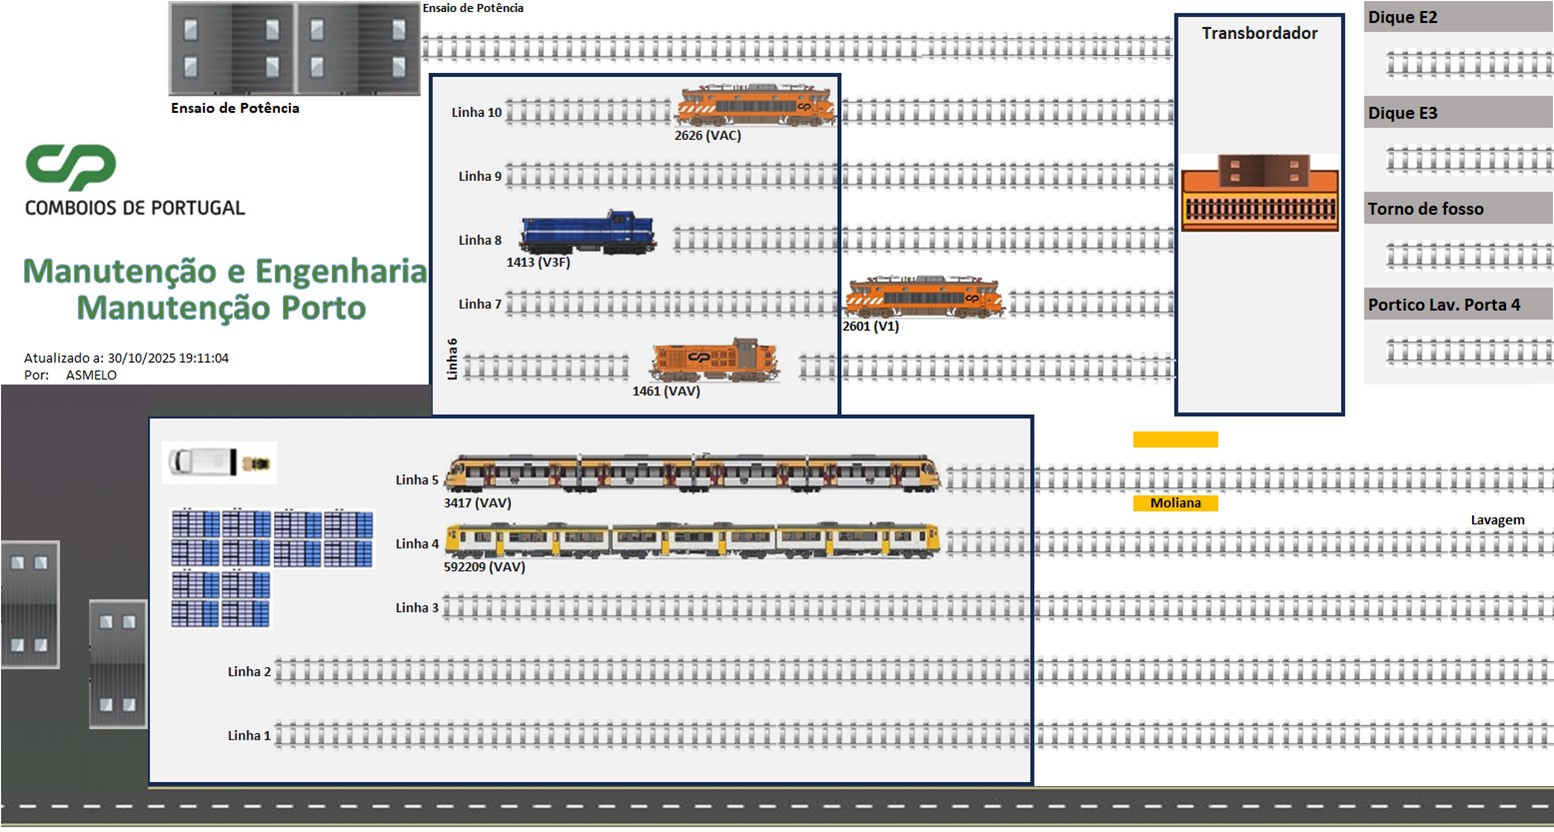 Ensaio de Potência
Ensaio de Potência
CP
COMBOIOS DE PORTUGAL
Manutenção e Engenharia
Manutenção Porto
Atualizado a: 30/10/2025 19:11:04
Por: ASMELO
Linha 10
2626 (VAC)
Linha 9
Linha 8
1413 (V3F)
Linha 7
2601 (V1)
Linha 6
1461 (VAV)
Transbordador
Dique E2
Dique E3
Torno de fosso
Portico Lav. Porta 4
Linha 5
3417 (VAV)
Moliana
Lavagem
Linha 4
592209 (VAV)
Linha 3
Linha 2
Linha 1